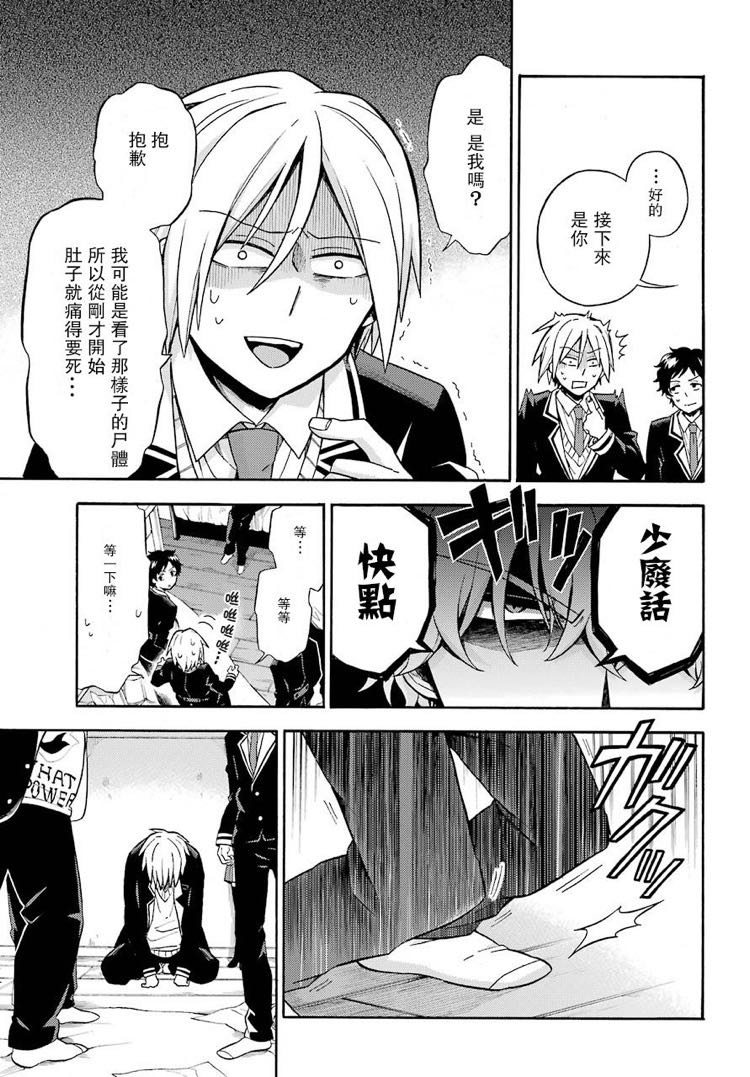 …好的
接下來
是你
是 是我嗎？
抱
抱歉
我可能是看了那樣子的尸體
所以從剛才開始
肚子就痛得要死…
少廢話
快點
ギッ
等…
等等
等一下嘛…
ガクッ
HAT
POWER